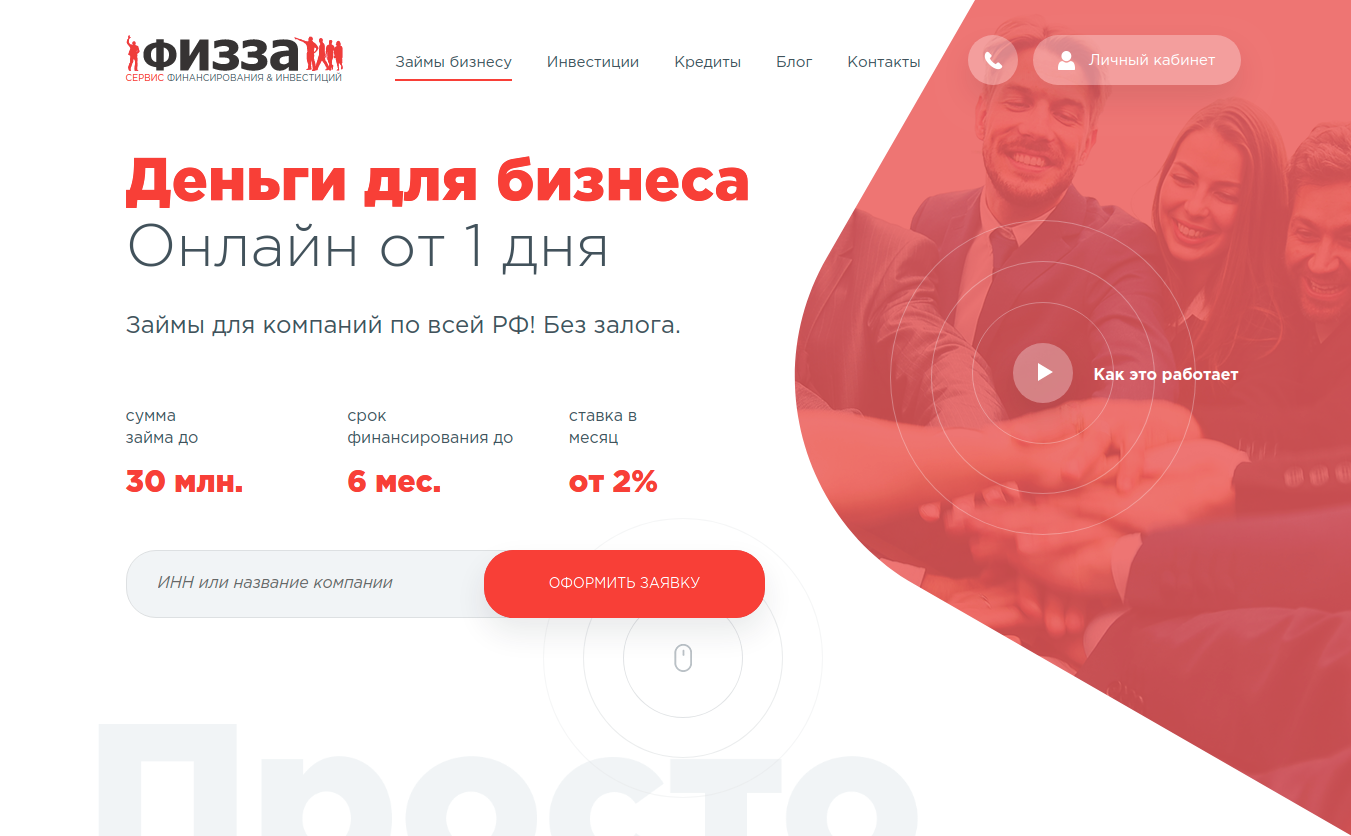 физза
СЕРВИС ФИНАНСИРОВАНИЯ & ИНВЕСТИЦИЙ
Займы бизнесу
Инвестиции
Кредиты
Блог
Контакты
Личный кабинет
Деньги для бизнеса
Онлайн от 1 дня
Займы для компаний по всей РФ! Без залога.
Как это работает
сумма
займа до
30 млн.
срок
финансирования до
6 мес.
ставка в
месяц
от 2%
ИНН или название компании
ОФОРМИТЬ ЗАЯВКУ
Просто